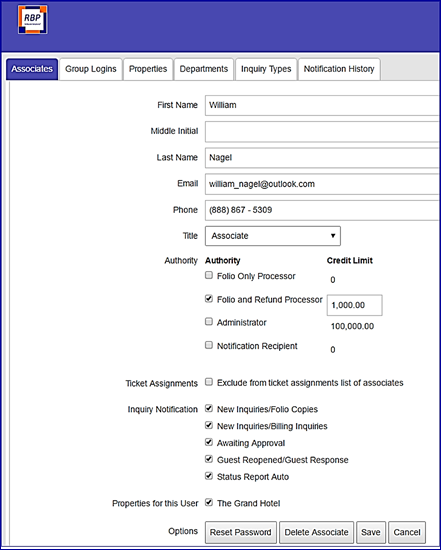 RBP
Associates Group Logins Properties Departments Inquiry Types Notification History
First Name William
Middle Initial
Last Name Nagel
Email william_nagel@outlook.com
Phone (888) 867 - 5309
Title Associate
Authority Authority Credit Limit
Folio Only Processor 0
Folio and Refund Processor 1,000.00
Administrator 100,000.00
Notification Recipient 0
Ticket Assignments Exclude from ticket assignments list of associates
Inquiry Notification New Inquiries/Folio Copies
New Inquiries/Billing Inquiries
Awaiting Approval
Guest Reopened/Guest Response
Status Report Auto
Properties for this User The Grand Hotel
Options Reset Password Delete Associate Save Cancel